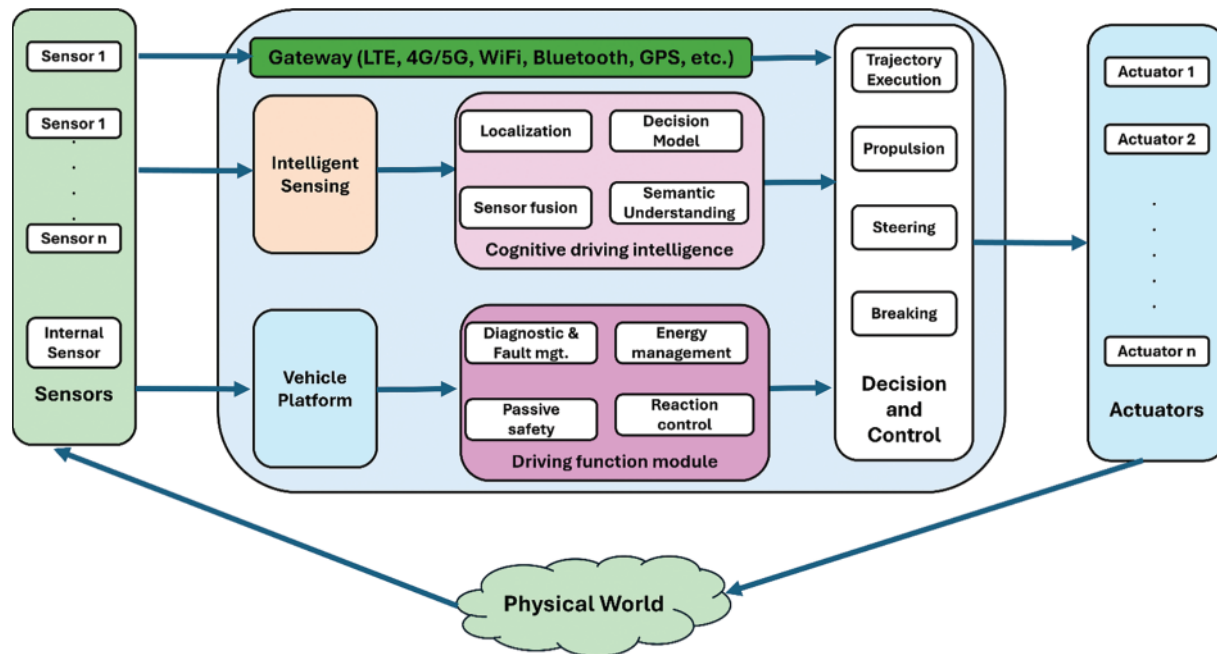 Sensor 1
Sensor 1
.
.
.
.
Sensor n
Internal
Sensor
Sensors
Gateway (LTE, 4G/5G, WiFi, Bluetooth, GPS, etc.)
Intelligent
Sensing
Localization
Decision
Model
Sensor fusion
Semantic
Understanding
Cognitive driving intelligence
Vehicle
Platform
Diagnostic &
Fault mgt.
Energy
management
Passive
safety
Reaction
control
Driving function module
Trajectory
Execution
Propulsion
Steering
Breaking
Decision
and
Control
Actuator 1
Actuator 2
.
.
.
.
.
Actuator n
Actuators
Physical World